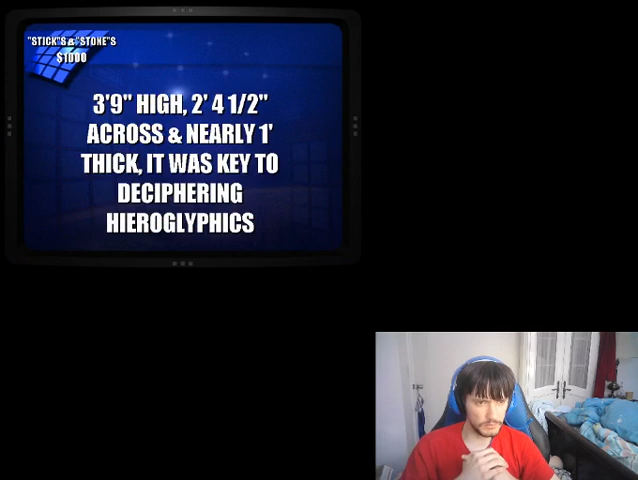 "STICK"S & "STONE"S
$1000
3'9" HIGH, 2' 4 1/2"
ACROSS & NEARLY 1'
THICK, IT WAS KEY TO
DECIPHERING
HIEROGLYPHICS